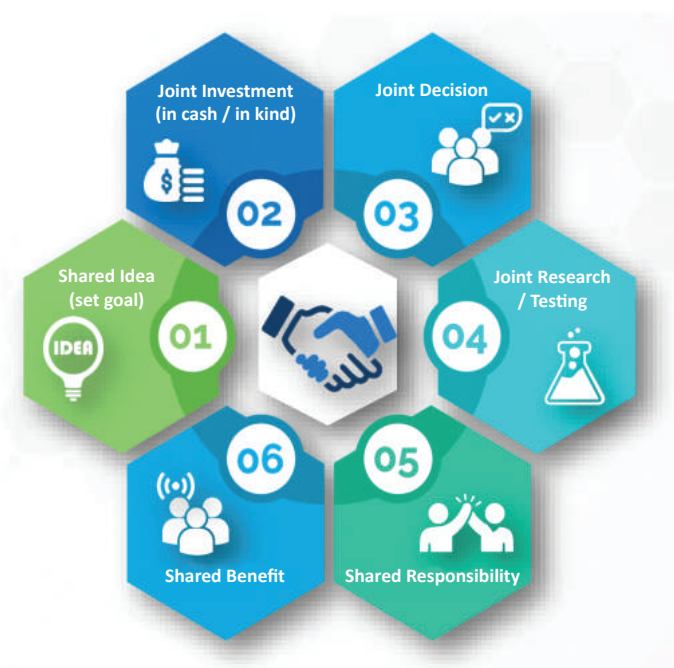 Shared Idea
(set goal)
IDEA
01
Joint Investment
(in cash / in kind)
$
02
Joint Decision
03
Joint Research
/ Testing
04
05
Shared Responsibility
06
Shared Benefit